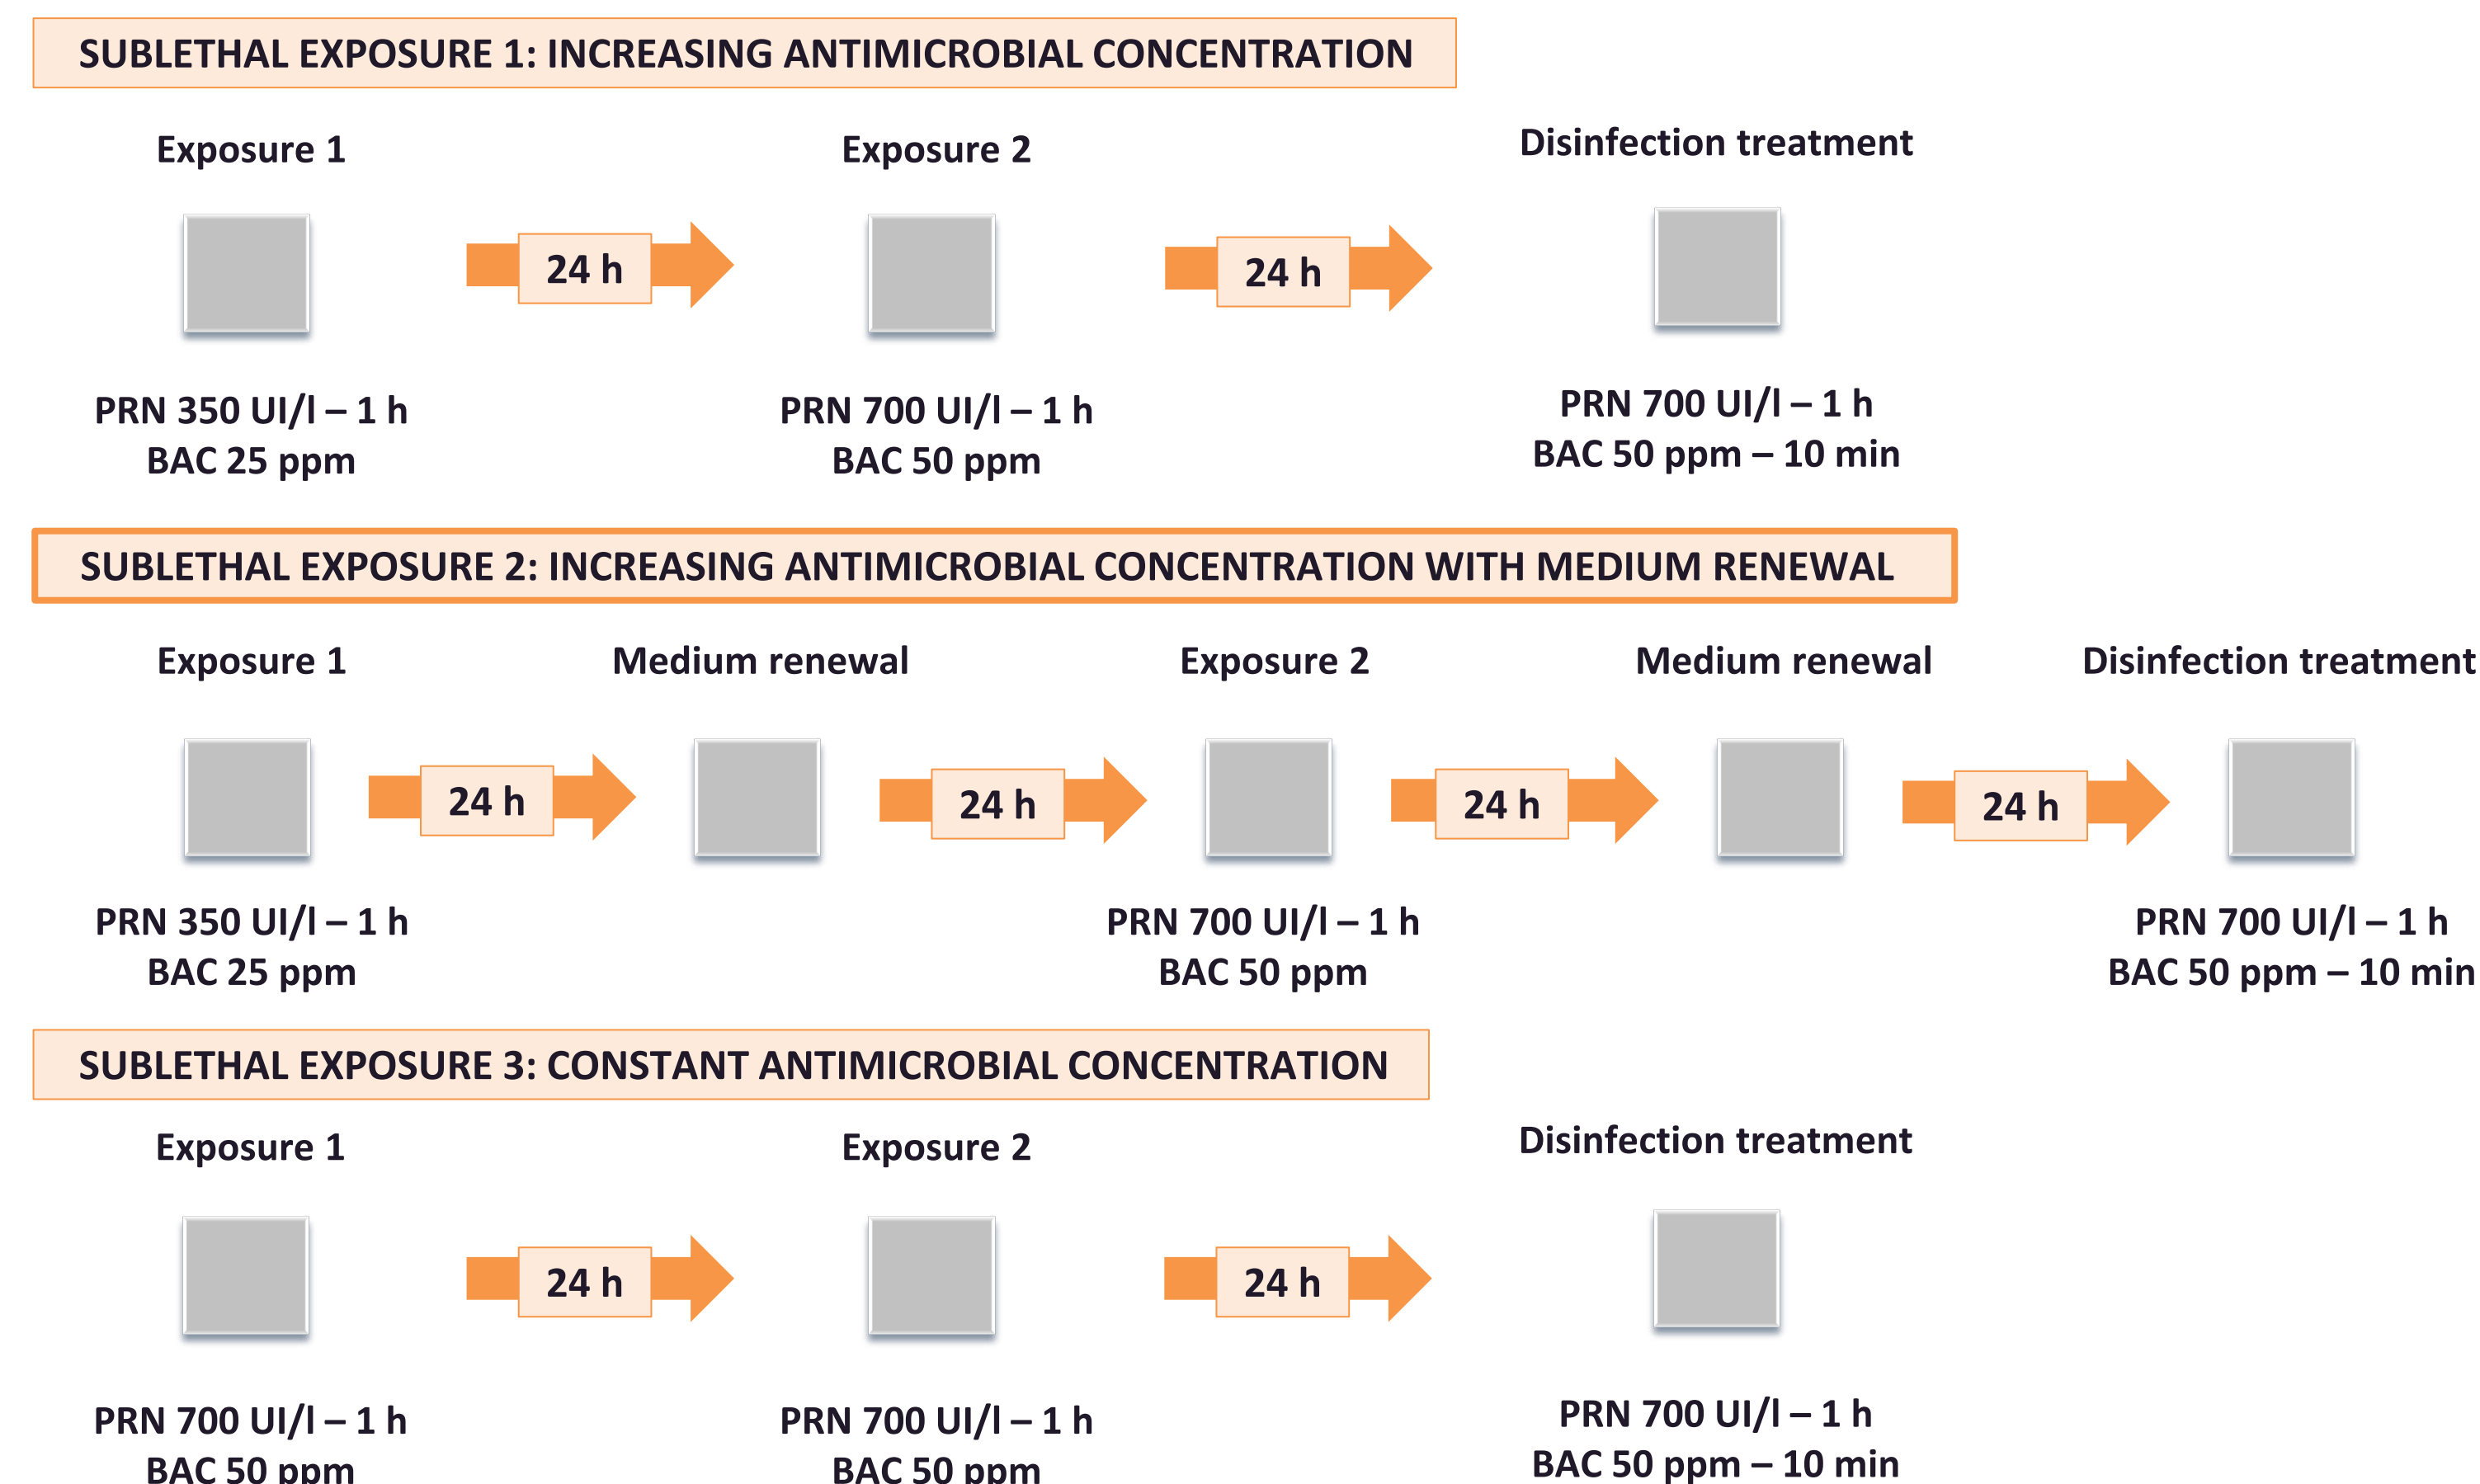 SUBLETHAL EXPOSURE 1: INCREASING ANTIMICROBIAL CONCENTRATION
Exposure 1
Exposure 2
Disinfection treatment
24 h
24 h
PRN 350 UI/l – 1 h
BAC 25 ppm
PRN 700 UI/l – 1 h
BAC 50 ppm
PRN 700 UI/l – 1 h
BAC 50 ppm – 10 min
SUBLETHAL EXPOSURE 2: INCREASING ANTIMICROBIAL CONCENTRATION WITH MEDIUM RENEWAL
Exposure 1
Medium renewal
Exposure 2
Medium renewal
Disinfection treatment
24 h
24 h
24 h
24 h
PRN 350 UI/l – 1 h
BAC 25 ppm
PRN 700 UI/l – 1 h
BAC 50 ppm
PRN 700 UI/l – 1 h
BAC 50 ppm – 10 min
SUBLETHAL EXPOSURE 3: CONSTANT ANTIMICROBIAL CONCENTRATION
Exposure 1
Exposure 2
Disinfection treatment
24 h
24 h
PRN 700 UI/l – 1 h
BAC 50 ppm
PRN 700 UI/l – 1 h
BAC 50 ppm
PRN 700 UI/l – 1 h
BAC 50 ppm – 10 min